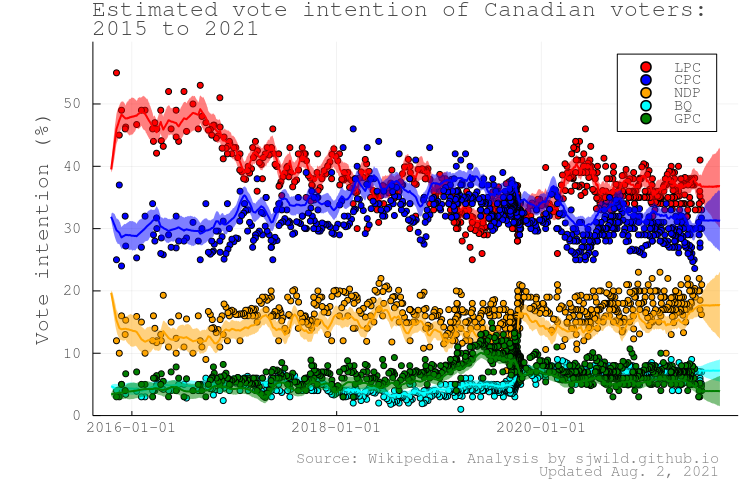 Estimated vote intention of Canadian voters:
2015 to 2021
Vote intention (%)
50
40
30
20
10
0
2016-01-01
2018-01-01
2020-01-01
LPC
CPC
NDP
BQ
GPC
Source: Wikipedia. Analysis by sjwild.github.io
Updated Aug. 2, 2021